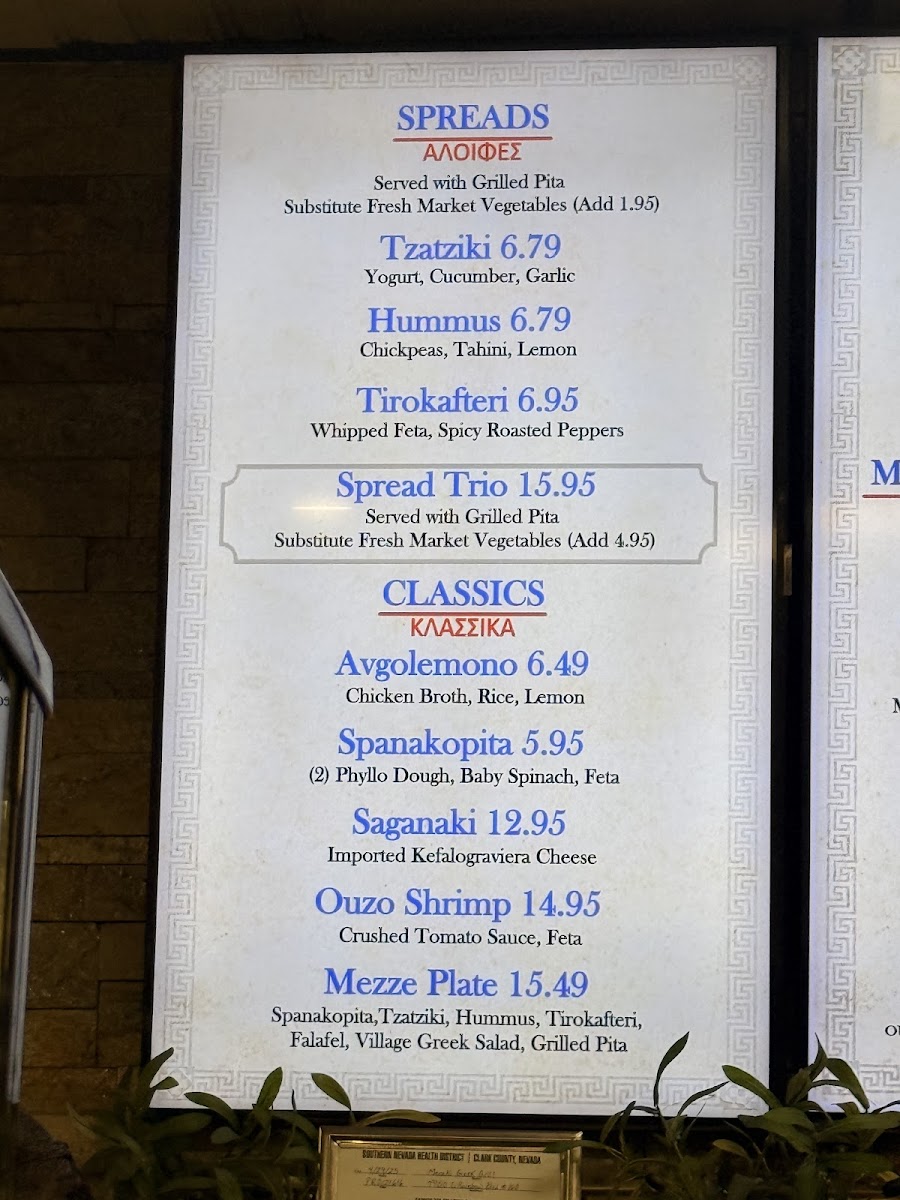 SPREADS
ΑΛΟΙΦΕΣ
Served with Grilled Pita
Substitute Fresh Market Vegetables (Add 1.95)
Tzatziki 6.79
Yogurt, Cucumber, Garlic
Hummus 6.79
Chickpeas, Tahini, Lemon
Tirokafteri 6.95
Whipped Feta, Spicy Roasted Peppers
Spread Trio 15.95
Served with Grilled Pita
Substitute Fresh Market Vegetables (Add 4.95)
CLASSICS
ΚΛΑΣΣΙΚΑ
Avgolemono 6.49
Chicken Broth, Rice, Lemon
Spanakopita 5.95
(2) Phyllo Dough, Baby Spinach, Feta
Saganaki 12.95
Imported Kefalograviera Cheese
Ouzo Shrimp 14.95
Crushed Tomato Sauce, Feta
Mezze Plate 15.49
Spanakopita,Tzatziki, Hummus, Tirokafteri,
Falafel, Village Greek Salad, Grilled Pita
M
M
OU
SOUTHERN NEVADA HEALTH DISTRICT | CLARK COUNTY, NEVADA